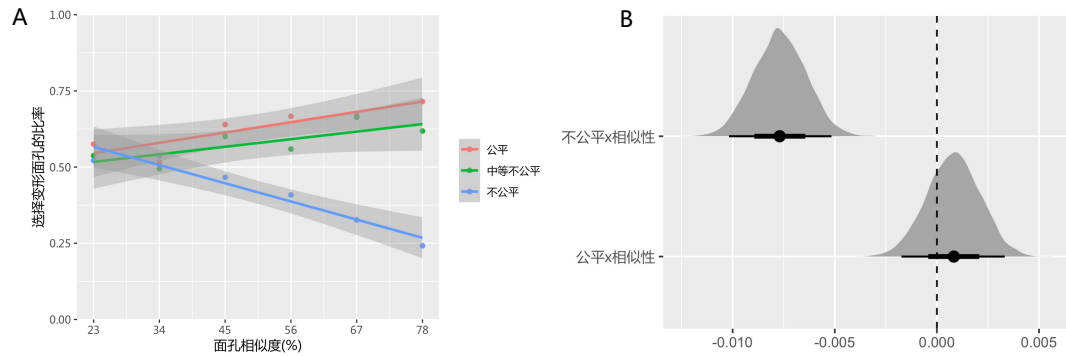 A
1.00
0.75
0.50
0.25
0.00
选择变形面孔的比率
23 34 45 56 67 78
面孔相似度(%)
公平
中等不公平
不公平
B
不公平x相似性
公平x相似性
-0.010 -0.005 0.000 0.005